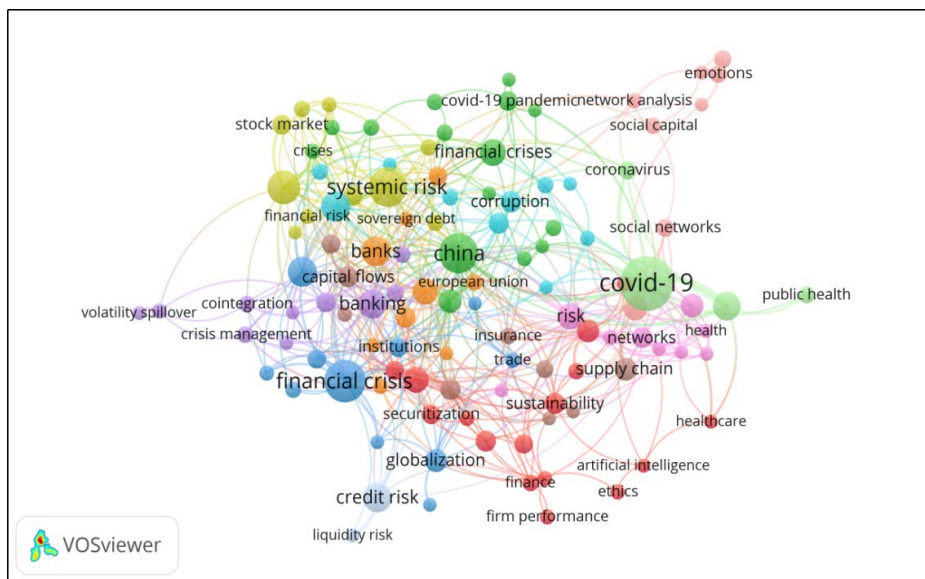 emotions
covid-19 pandemic
network analysis
stock market
social capital
crises
financial crises
coronavirus
systemic risk
financial risk
sovereign debt
corruption
social networks
banks
china
capital flows
european union
covid-19
public health
volatility spillover
cointegration
banking
risk
crisis management
insurance
networks
health
institutions
trade
supply chain
financial crisis
securitization
sustainability
healthcare
globalization
artificial intelligence
finance
ethics
credit risk
firm performance
liquidity risk
VOSviewer